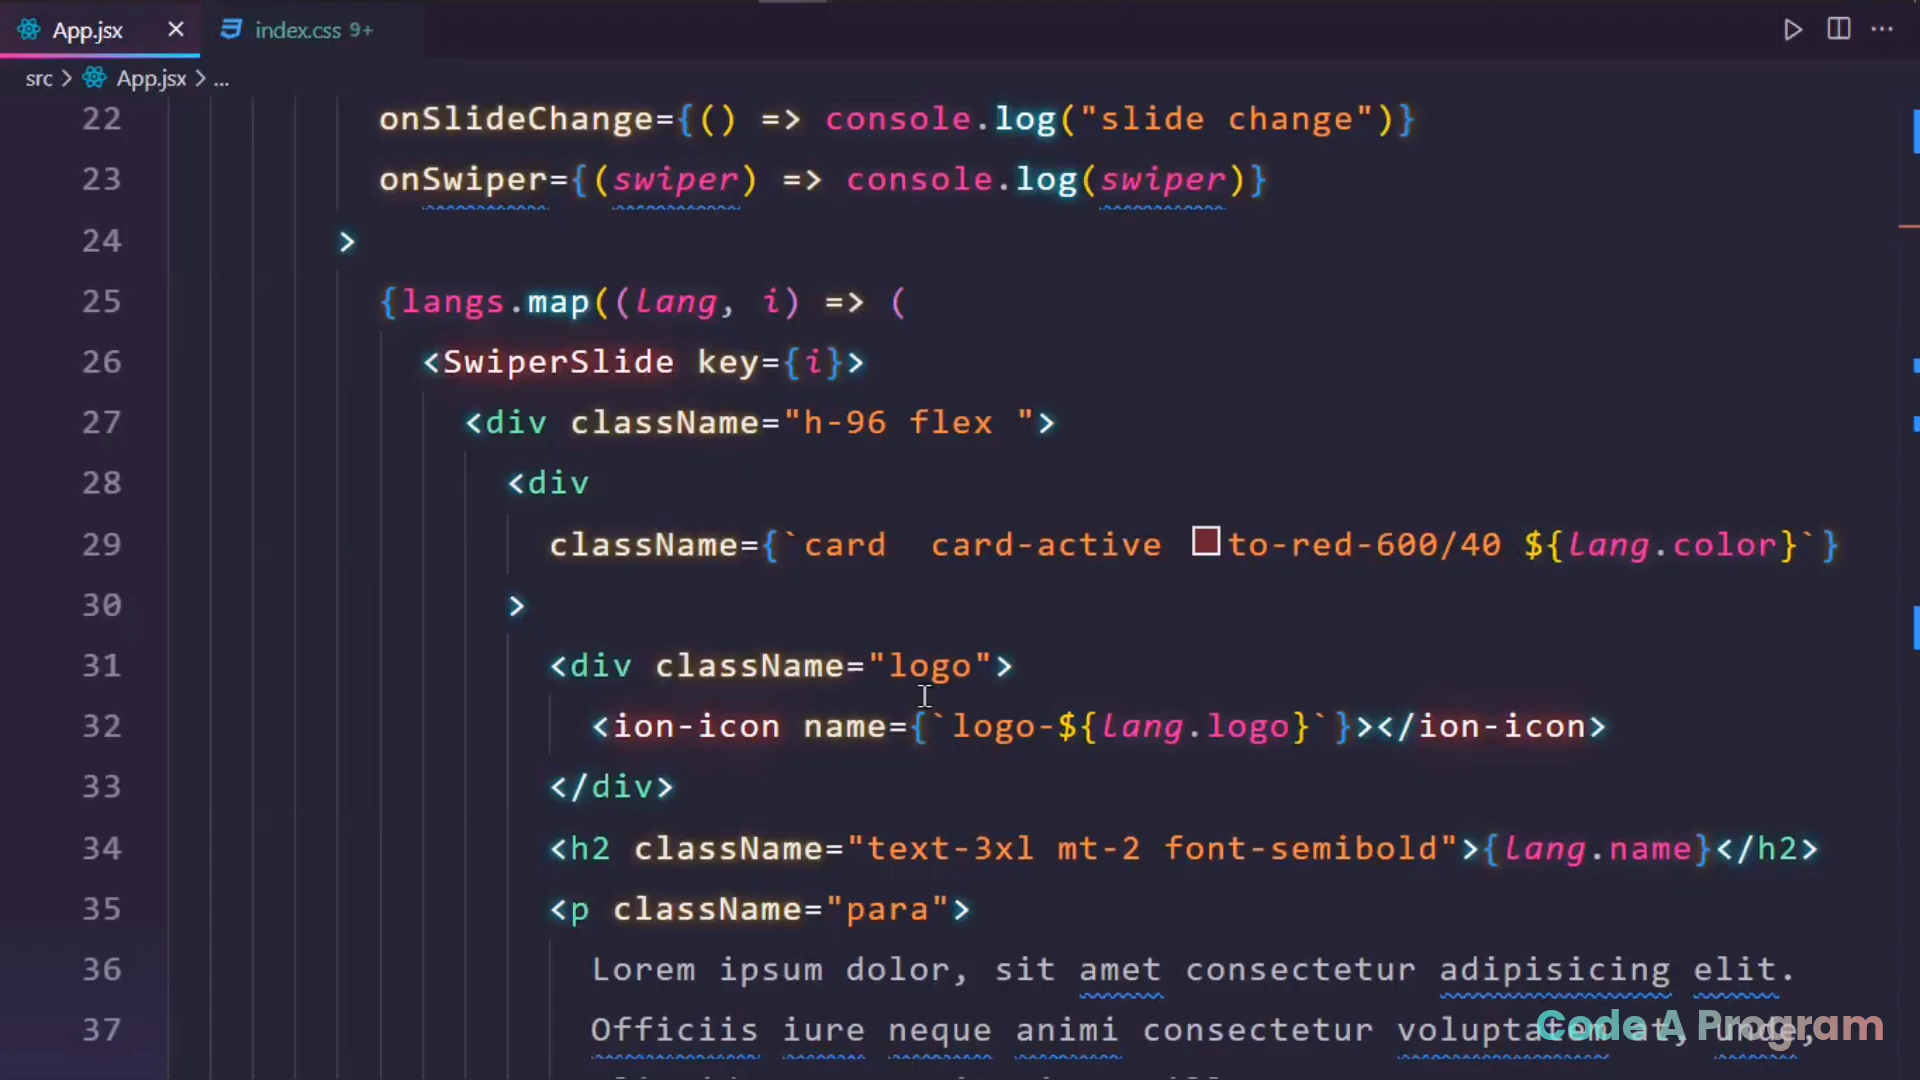 App.jsx
index.css 9+
src > App.jsx > ...
22 onSlideChange={() => console.log("slide change")}
23 onSwiper={(swiper) => console.log(swiper)}
24 >
25 {langs.map((lang, i) => (
26 <SwiperSlide key={i}>
27 <div className="h-96 flex ">
28 <div
29 className={`card  card-active to-red-600/40 ${lang.color}`}
30 >
31 <div className="logo">
32 <ion-icon name={`logo-${lang.logo}`}></ion-icon>
33 </div>
34 <h2 className="text-3xl mt-2 font-semibold">{lang.name}</h2>
35 <p className="para">
36 Lorem ipsum dolor, sit amet consectetur adipisicing elit.
37 Officiis iure neque animi consectetur voluptatem at, unde,
Code A Program